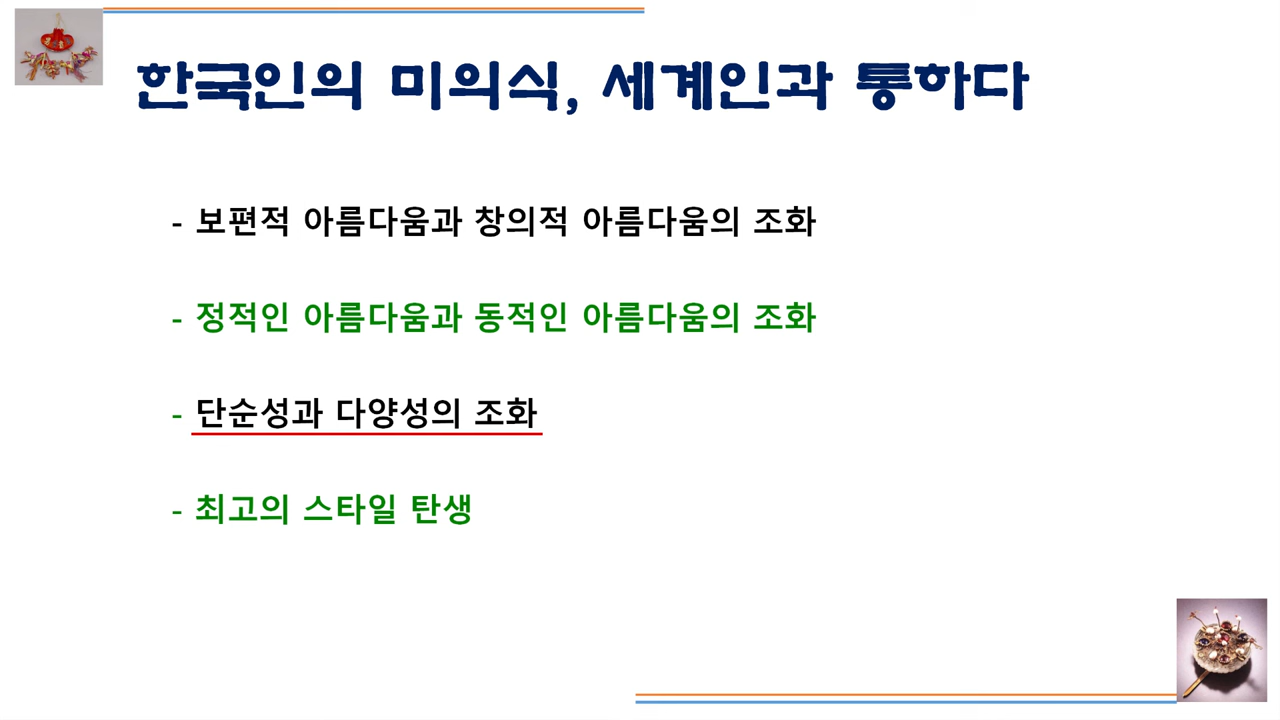 한국인의 미의식, 세계인과 통하다
- 보편적 아름다움과 창의적 아름다움의 조화
- 정적인 아름다움과 동적인 아름다움의 조화
- 단순성과 다양성의 조화
- 최고의 스타일 탄생